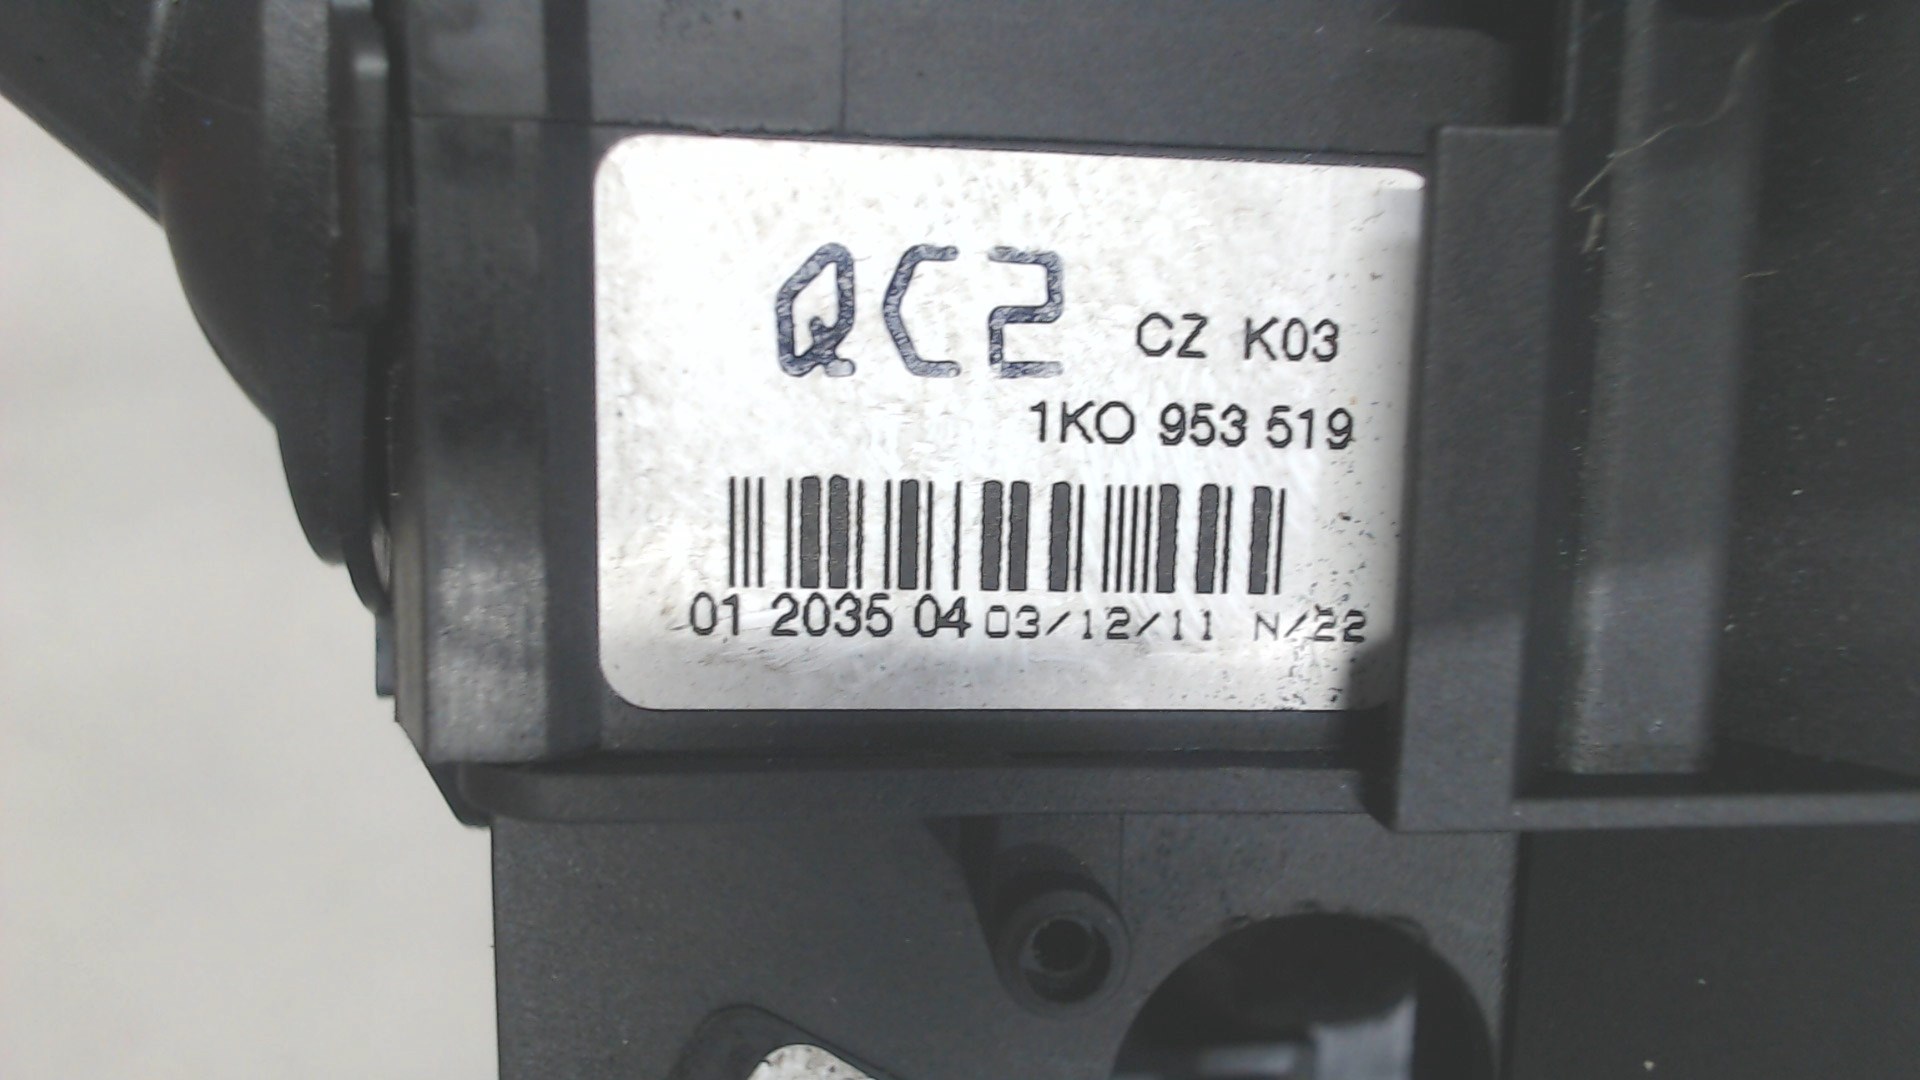 QC2 CZ K03
1KO 953 519
01 2035 04 03/12/11 N/22